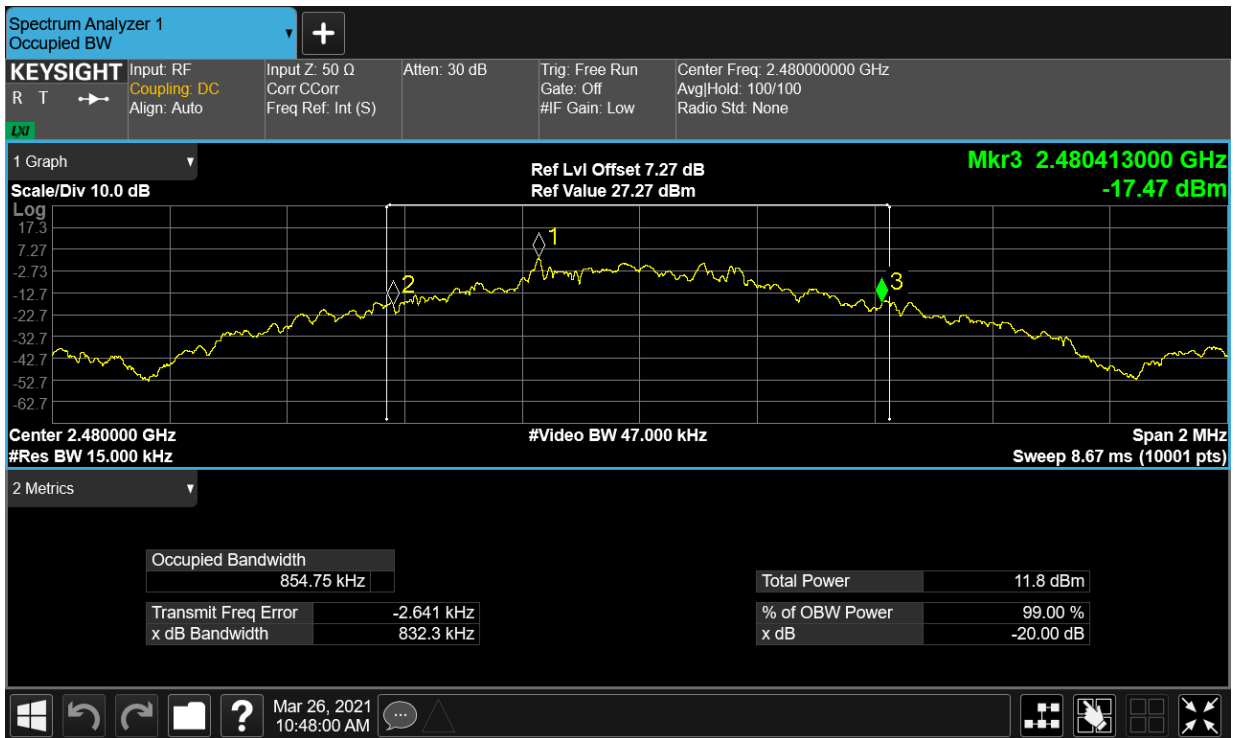 Spectrum Analyzer 1
Occupied BW
▼
+
KEYSIGHT
R T
LXI
Input: RF
Coupling: DC
Align: Auto
Input Z: 50 Ω
Corr CCorr
Freq Ref: Int (S)
Atten: 30 dB
Trig: Free Run
Gate: Off
#IF Gain: Low
Center Freq: 2.480000000 GHz
Avg|Hold: 100/100
Radio Std: None
1 Graph ▼
Scale/Div 10.0 dB
Ref Lvl Offset 7.27 dB
Ref Value 27.27 dBm
Mkr3 2.480413000 GHz
-17.47 dBm
Log
17.3
7.27
-2.73
-12.7
-22.7
-32.7
-42.7
-52.7
-62.7
1
2
3
Center 2.480000 GHz
#Video BW 47.000 kHz
Span 2 MHz
#Res BW 15.000 kHz
Sweep 8.67 ms (10001 pts)
2 Metrics ▼
Occupied Bandwidth
854.75 kHz
Total Power 11.8 dBm
Transmit Freq Error -2.641 kHz
% of OBW Power 99.00 %
x dB Bandwidth 832.3 kHz
x dB -20.00 dB
?
Mar 26, 2021
10:48:00 AM